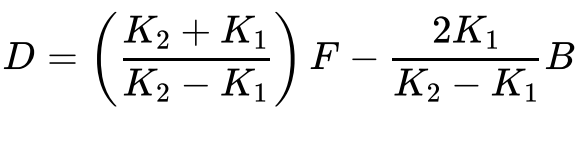 D = \left( \frac{K_2 + K_1}{K_2 - K_1} \right) F - \frac{2K_1}{K_2 - K_1} B